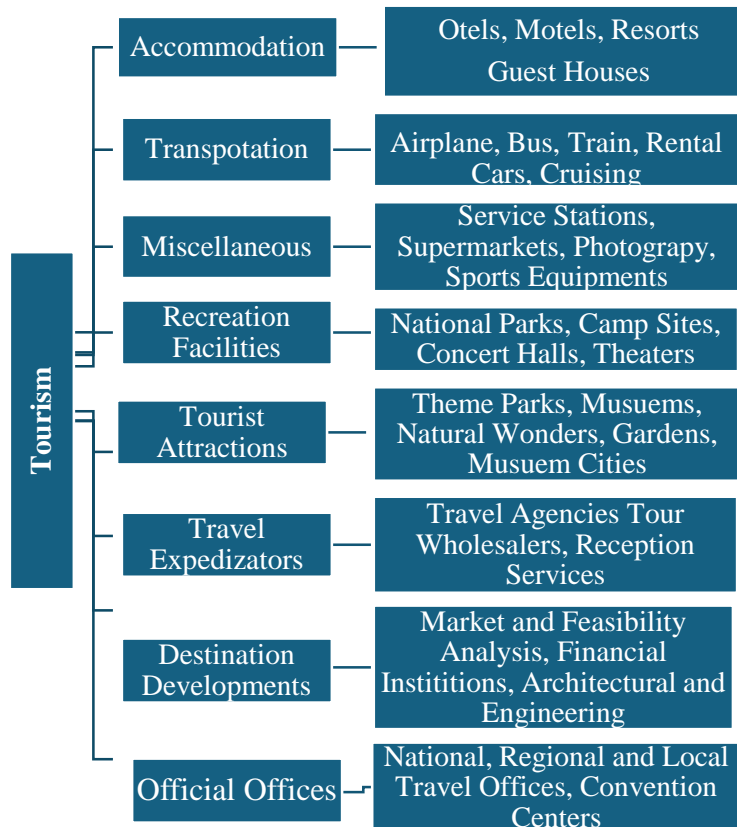 Tourism
Accommodation
Otels, Motels, Resorts
Guest Houses
Transpotation
Airplane, Bus, Train, Rental
Cars, Cruising
Miscellaneous
Service Stations,
Supermarkets, Photograpy,
Sports Equipments
Recreation
Facilities
National Parks, Camp Sites,
Concert Halls, Theaters
Tourist
Attractions
Theme Parks, Musuems,
Natural Wonders, Gardens,
Musuem Cities
Travel
Expedizators
Travel Agencies Tour
Wholesalers, Reception
Services
Destination
Developments
Market and Feasibility
Analysis, Financial
Instititions, Architectural and
Engineering
Official Offices
National, Regional and Local
Travel Offices, Convention
Centers